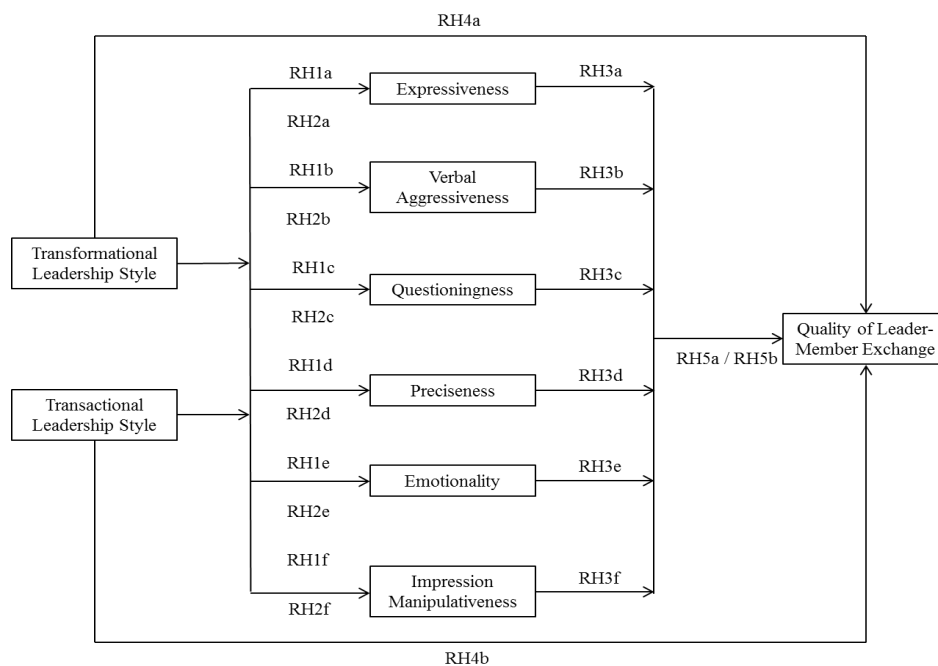 RH4a
RH1a
RH3a
Expressiveness
RH2a
RH1b
RH3b
Verbal
Aggressiveness
RH2b
Transformational
Leadership Style
RH1c
RH3c
Questioningness
RH2c
Quality of Leader-
Member Exchange
RH5a / RH5b
RH1d
RH3d
Preciseness
Transactional
Leadership Style
RH2d
RH1e
RH3e
Emotionality
RH2e
RH1f
RH3f
Impression
Manipulativeness
RH2f
RH4b